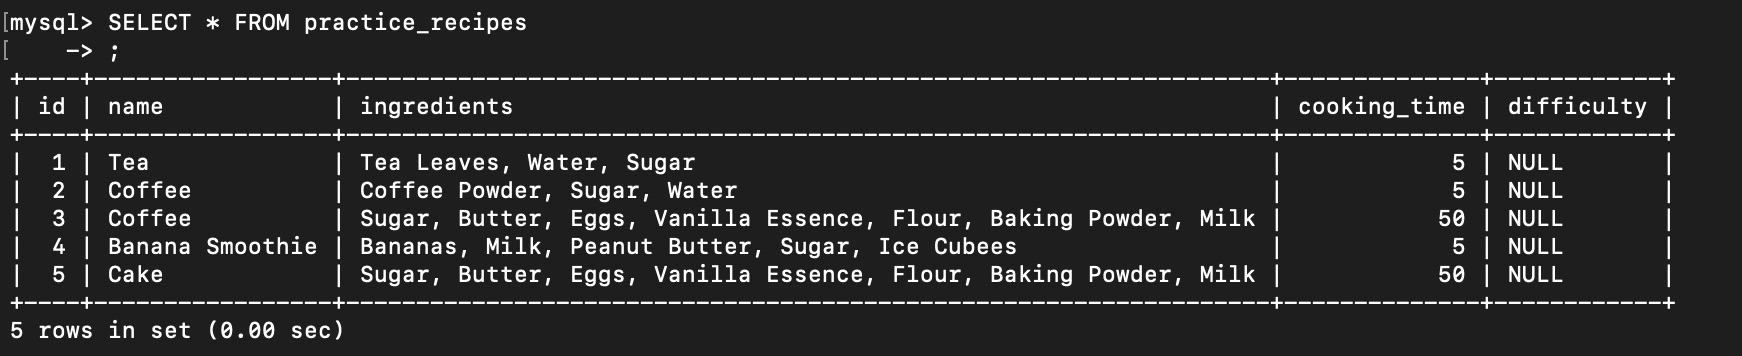 [mysql> SELECT * FROM practice_recipes
[    -> ;
+----+-----------------+------------------------------------------------------------------+--------------+------------+
| id | name            | ingredients                                                      | cooking_time | difficulty |
+----+-----------------+------------------------------------------------------------------+--------------+------------+
|  1 | Tea             | Tea Leaves, Water, Sugar                                         |            5 | NULL       |
|  2 | Coffee          | Coffee Powder, Sugar, Water                                      |            5 | NULL       |
|  3 | Coffee          | Sugar, Butter, Eggs, Vanilla Essence, Flour, Baking Powder, Milk |           50 | NULL       |
|  4 | Banana Smoothie | Bananas, Milk, Peanut Butter, Sugar, Ice Cubees                  |            5 | NULL       |
|  5 | Cake            | Sugar, Butter, Eggs, Vanilla Essence, Flour, Baking Powder, Milk |           50 | NULL       |
+----+-----------------+------------------------------------------------------------------+--------------+------------+
5 rows in set (0.00 sec)